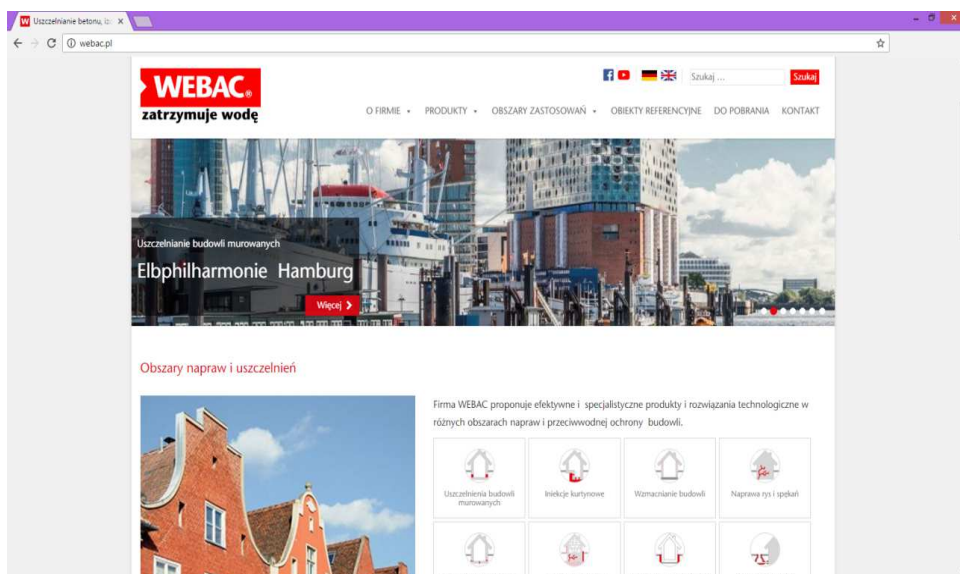 Uszczelnianie betonu, iz
webac.pl
WEBAC®
zatrzymuje wodę
Szukaj ...
Szukaj
O FIRMIE
PRODUKTY
OBSZARY ZASTOSOWAŃ
OBIEKTY REFERENCYJNE
DO POBRANIA
KONTAKT
Uszczelnianie budowli murowanych
Elbphilharmonie Hamburg
Więcej
Obszary napraw i uszczelnień
Firma WEBAC proponuje efektywne i specjalistyczne produkty i rozwiązania technologiczne w
różnych obszarach napraw i przeciwwodnej ochrony budowli.
Uszczelnienia budowli
murowanych
Iniekcje kurtynowe
Wzmacnianie budowli
Naprawa rys i spękań